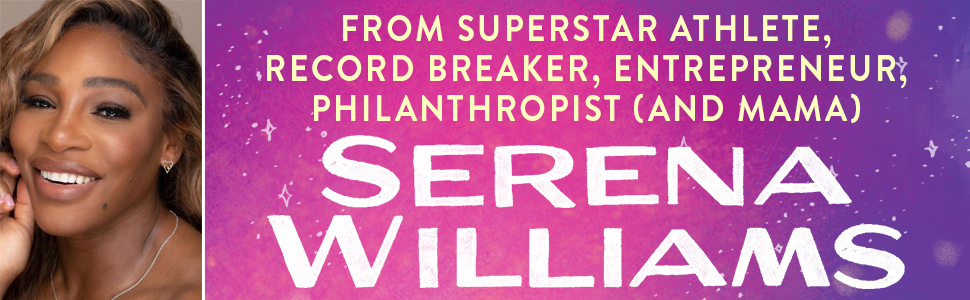 FROM SUPERSTAR ATHLETE,
RECORD BREAKER, ENTREPRENEUR,
PHILANTHROPIST (AND MAMA)
SERENA
WILLIAMS